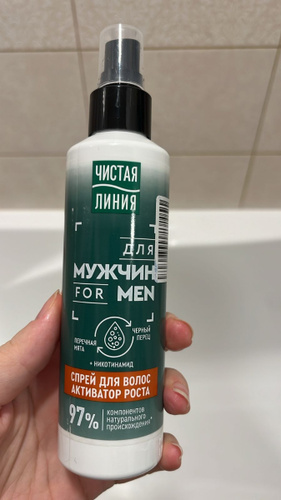 ЧИСТАЯ
ЛИНИЯ
ДЛЯ
МУЖЧИН
FOR MEN
ПЕРЕЧНАЯ
МЯТА
ЧЕРНЫЙ
ПЕРЕЦ
+ НИКОТИНАМИД
СПРЕЙ ДЛЯ ВОЛОС
АКТИВАТОР РОСТА
97% компонентов
натурального
происхождения